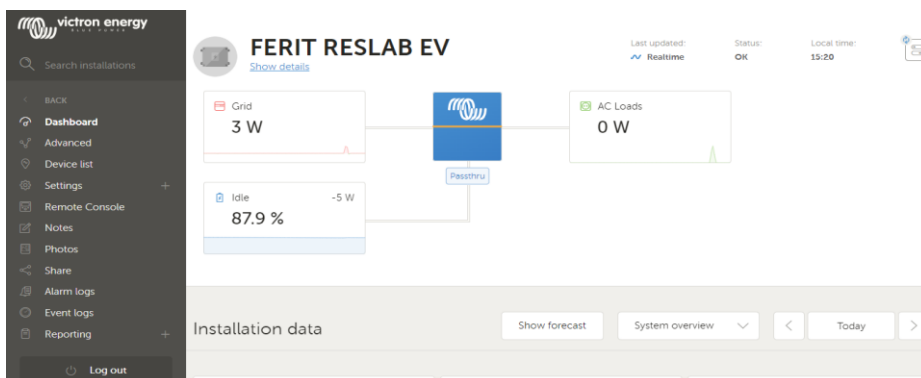 victron energy
BLUE POWER
Search installations
BACK
Dashboard
Advanced
Device list
Settings
Remote Console
Notes
Photos
Share
Alarm logs
Event logs
Reporting
Log out
FERIT RESLAB EV
Show details
Last updated:
Realtime
Status:
OK
Local time:
15:20
Grid
3 W
AC Loads
0 W
Passthru
Idle
-5 W
87.9 %
Installation data
Show forecast
System overview
Today